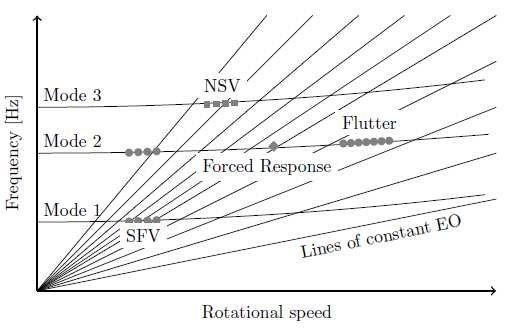 NSV
Mode 3
Flutter
Mode 2
Forced Response
Mode 1
SFV
Lines of constant EO
Frequency [Hz]
Rotational speed